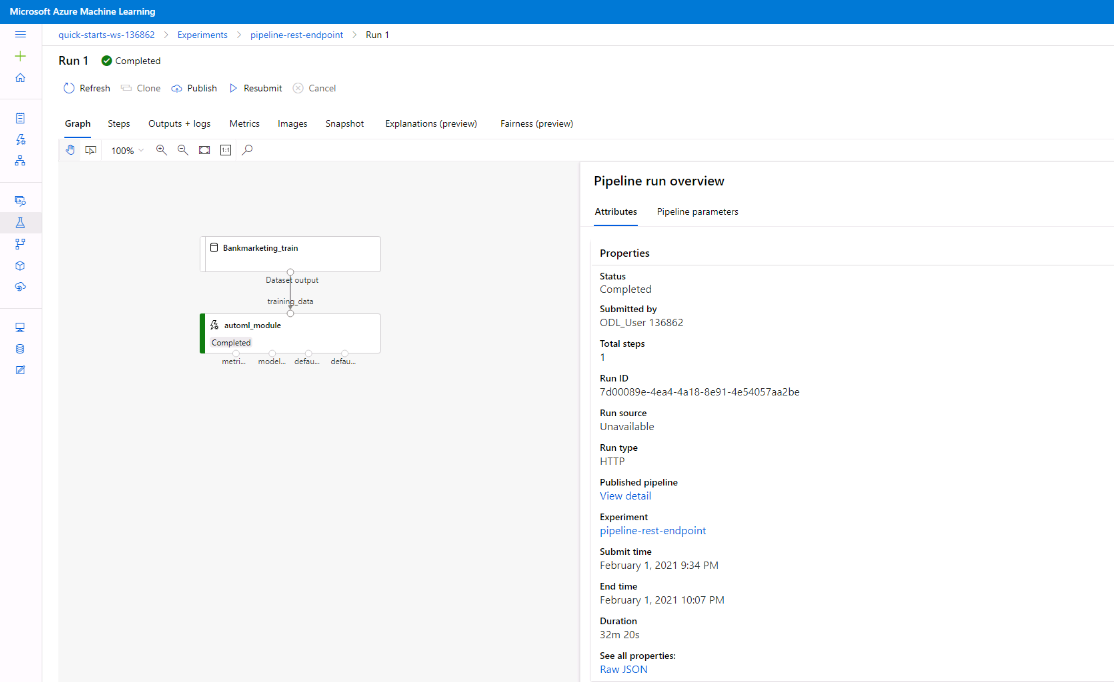 Microsoft Azure Machine Learning
quick-starts-ws-136862 > Experiments > pipeline-rest-endpoint > Run 1
Run 1 Completed
Refresh Clone Publish Resubmit Cancel
Graph Steps Outputs + logs Metrics Images Snapshot Explanations (preview) Fairness (preview)
100% 1:1
Bankmarketing_train
Dataset output
training_data
automl_module
Completed
metri... model... defau... defau...
Pipeline run overview
Attributes Pipeline parameters
Properties
Status
Completed
Submitted by
ODL_User 136862
Total steps
1
Run ID
7d00089e-4ea4-4a18-8e91-4e54057aa2be
Run source
Unavailable
Run type
HTTP
Published pipeline
View detail
Experiment
pipeline-rest-endpoint
Submit time
February 1, 2021 9:34 PM
End time
February 1, 2021 10:07 PM
Duration
32m 20s
See all properties:
Raw JSON